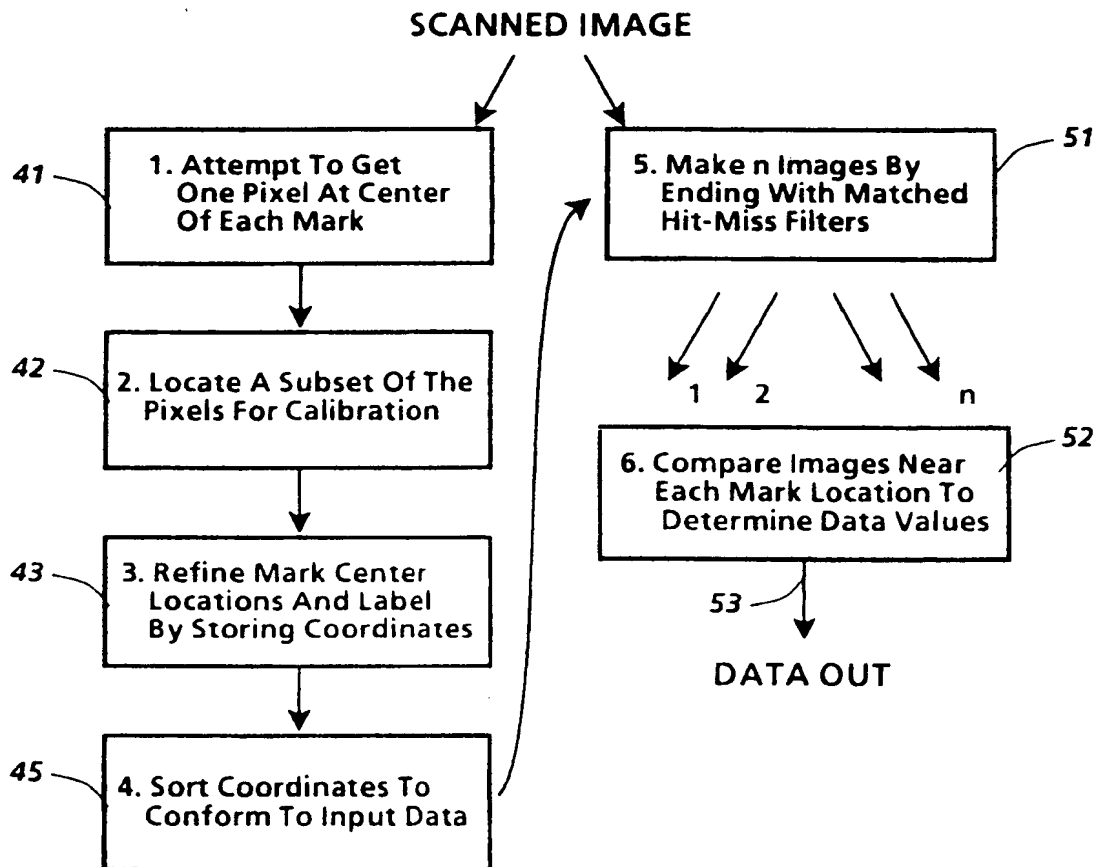 SCANNED IMAGE
41
1. Attempt To Get
One Pixel At Center
Of Each Mark
42
2. Locate A Subset Of The
Pixels For Calibration
43
3. Refine Mark Center
Locations And Label
By Storing Coordinates
45
4. Sort Coordinates To
Conform To Input Data
51
5. Make n Images By
Ending With Matched
Hit-Miss Filters
1 2 n
52
6. Compare Images Near
Each Mark Location To
Determine Data Values
53
DATA OUT